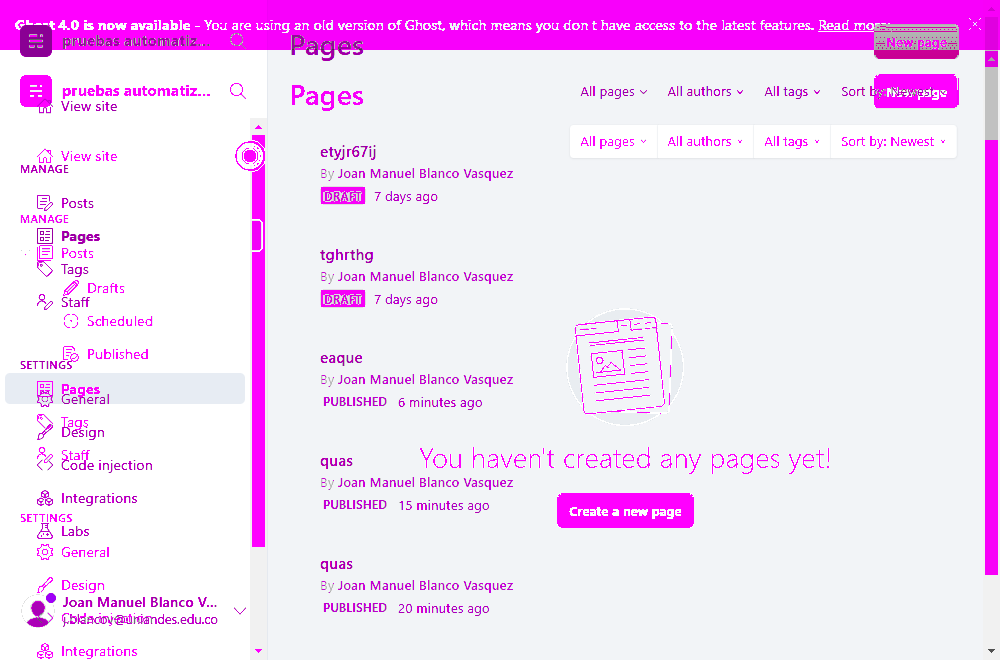 Ghost 4.0 is now available - You are using an old version of Ghost, which means you don't have access to the latest features. Read more
pruebas automatiz...
Pages
New page
pruebas automatiz...
View site
Pages
All pages
All authors
All tags
Sort by: Newest
New page
View site
MANAGE
Posts
MANAGE
Pages
Posts
Tags
Drafts
Staff
Scheduled
Published
SETTINGS
Pages
General
Tags
Design
Staff
Code injection
Integrations
SETTINGS
Labs
General
Design
Joan Manuel Blanco V...
Code injection
j.blancov@uniandes.edu.co
Integrations
All pages
All authors
All tags
Sort by: Newest
etyjr67ij
By Joan Manuel Blanco Vasquez
DRAFT 7 days ago
tghrthg
By Joan Manuel Blanco Vasquez
DRAFT 7 days ago
eaque
By Joan Manuel Blanco Vasquez
PUBLISHED 6 minutes ago
quas
By Joan Manuel Blanco Vasquez
PUBLISHED 15 minutes ago
quas
By Joan Manuel Blanco Vasquez
PUBLISHED 20 minutes ago
You haven't created any pages yet!
Create a new page